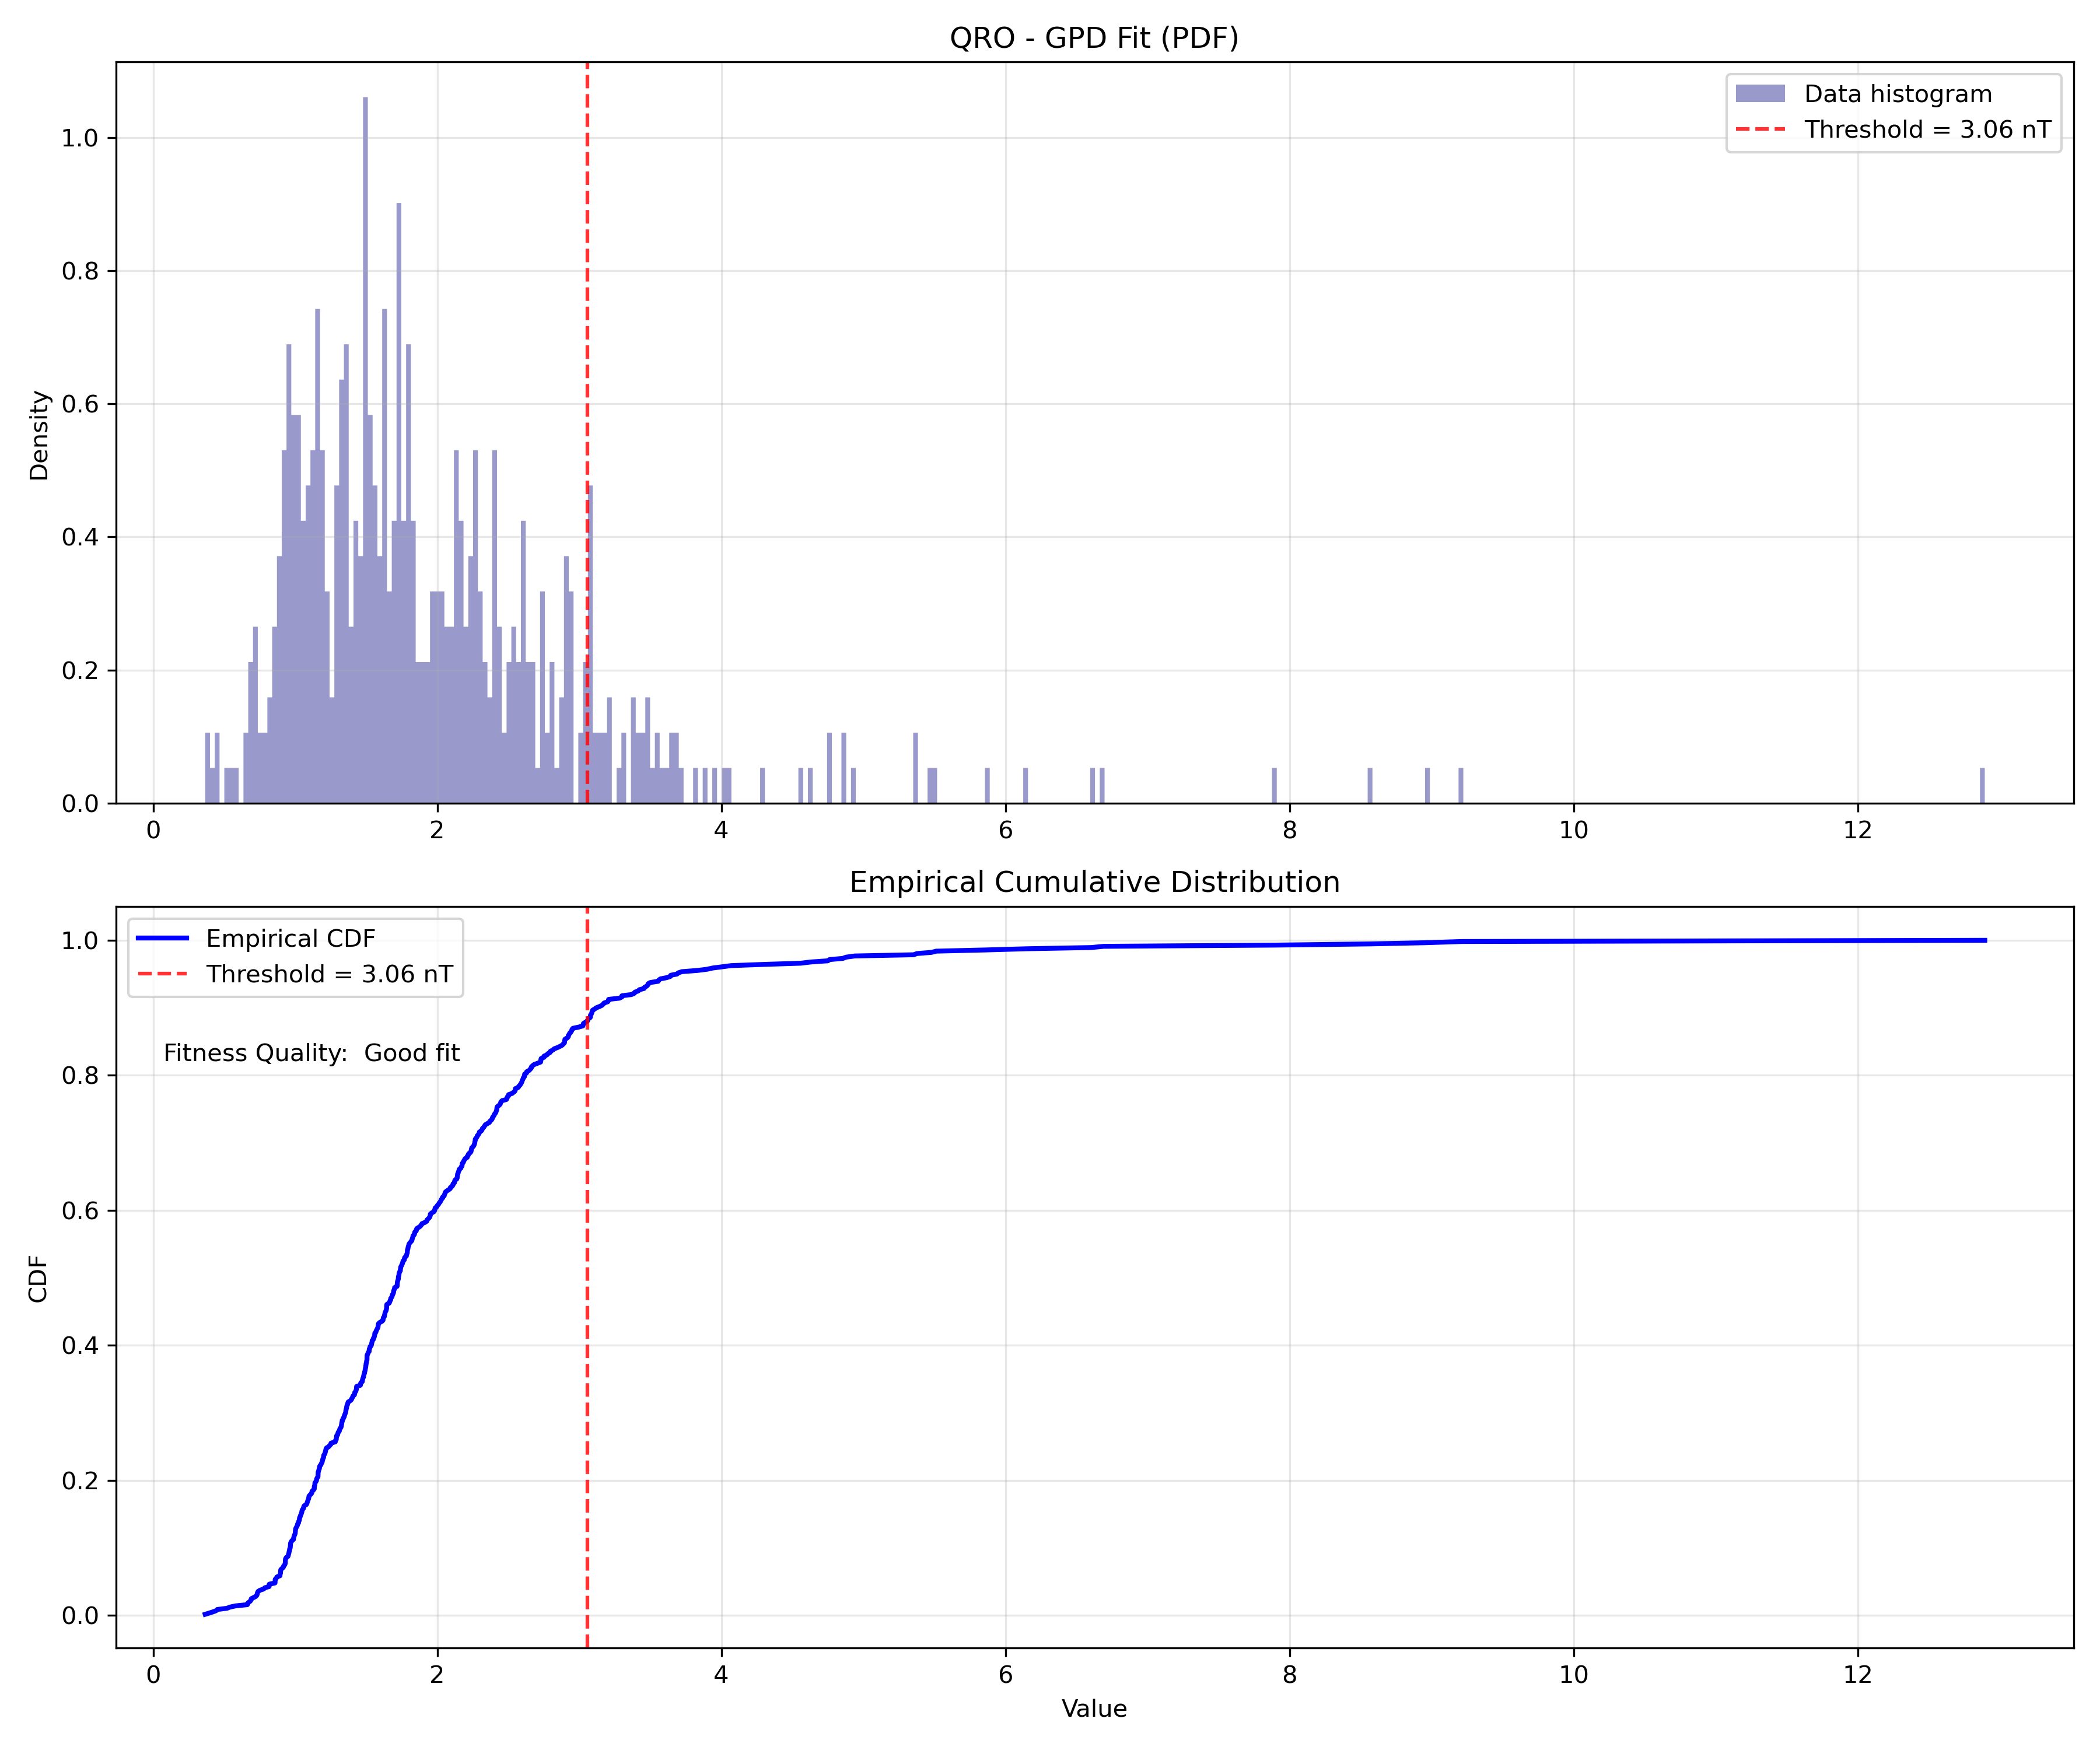 QRO - GPD Fit (PDF)
Data histogram
Threshold = 3.06 nT
Density
1.0
0.8
0.6
0.4
0.2
0.0
0 2 4 6 8 10 12
Empirical Cumulative Distribution
Empirical CDF
Threshold = 3.06 nT
Fitness Quality: Good fit
CDF
1.0
0.8
0.6
0.4
0.2
0.0
0 2 4 6 8 10 12
Value